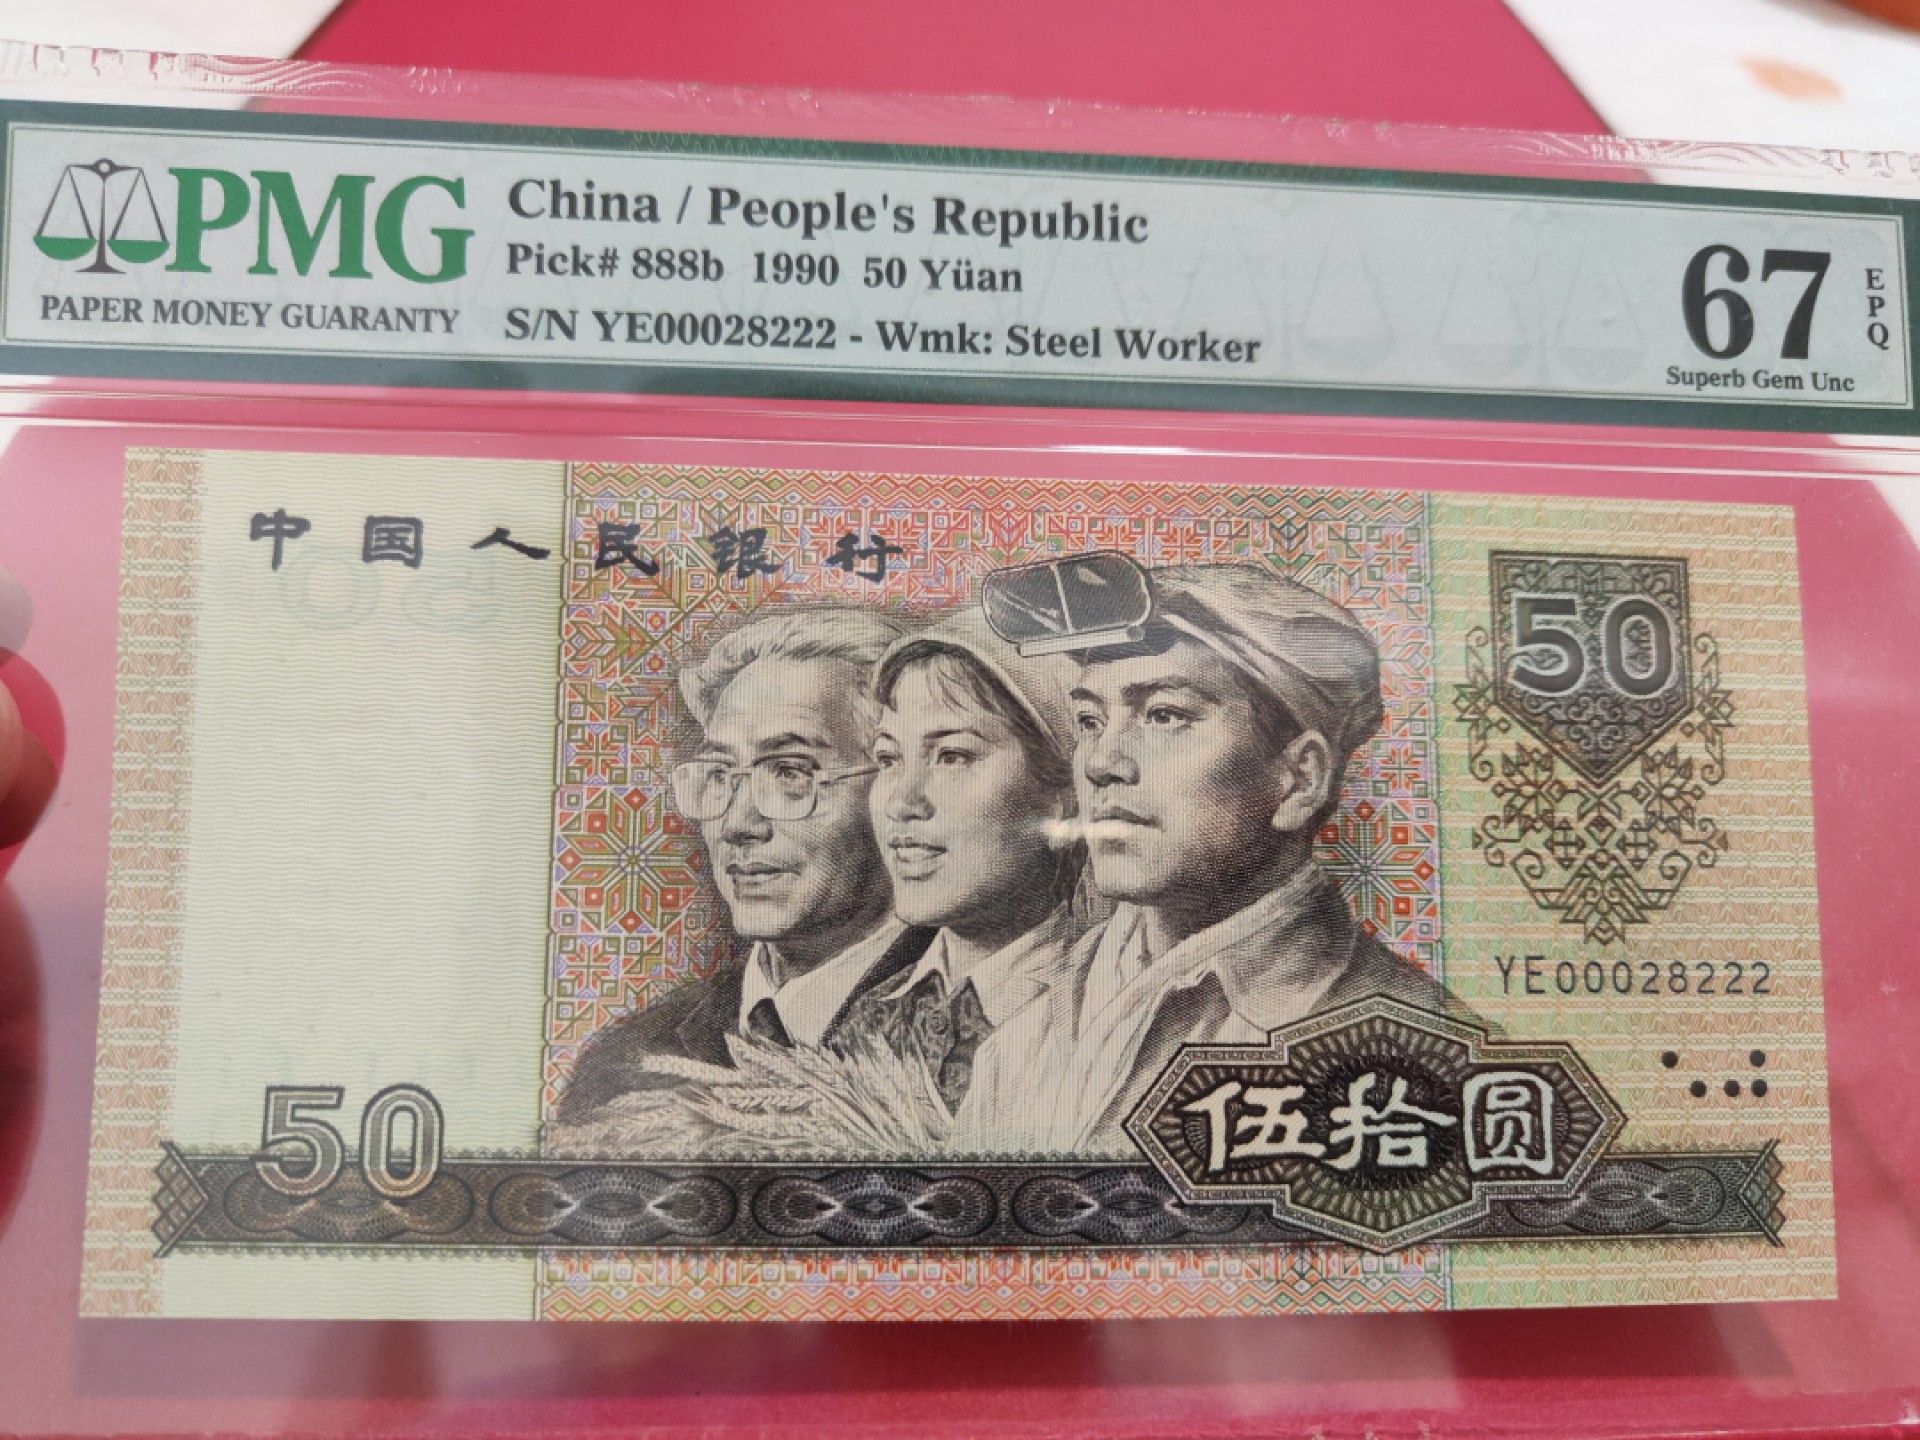 PMG
PAPER MONEY GUARANTY
China / People's Republic
Pick# 888b 1990 50 Yüan
S/N YE00028222 - Wmk: Steel Worker
67
EPQ
Superb Gem Unc
中国人民银行
50
YE00028222
50
伍拾圆